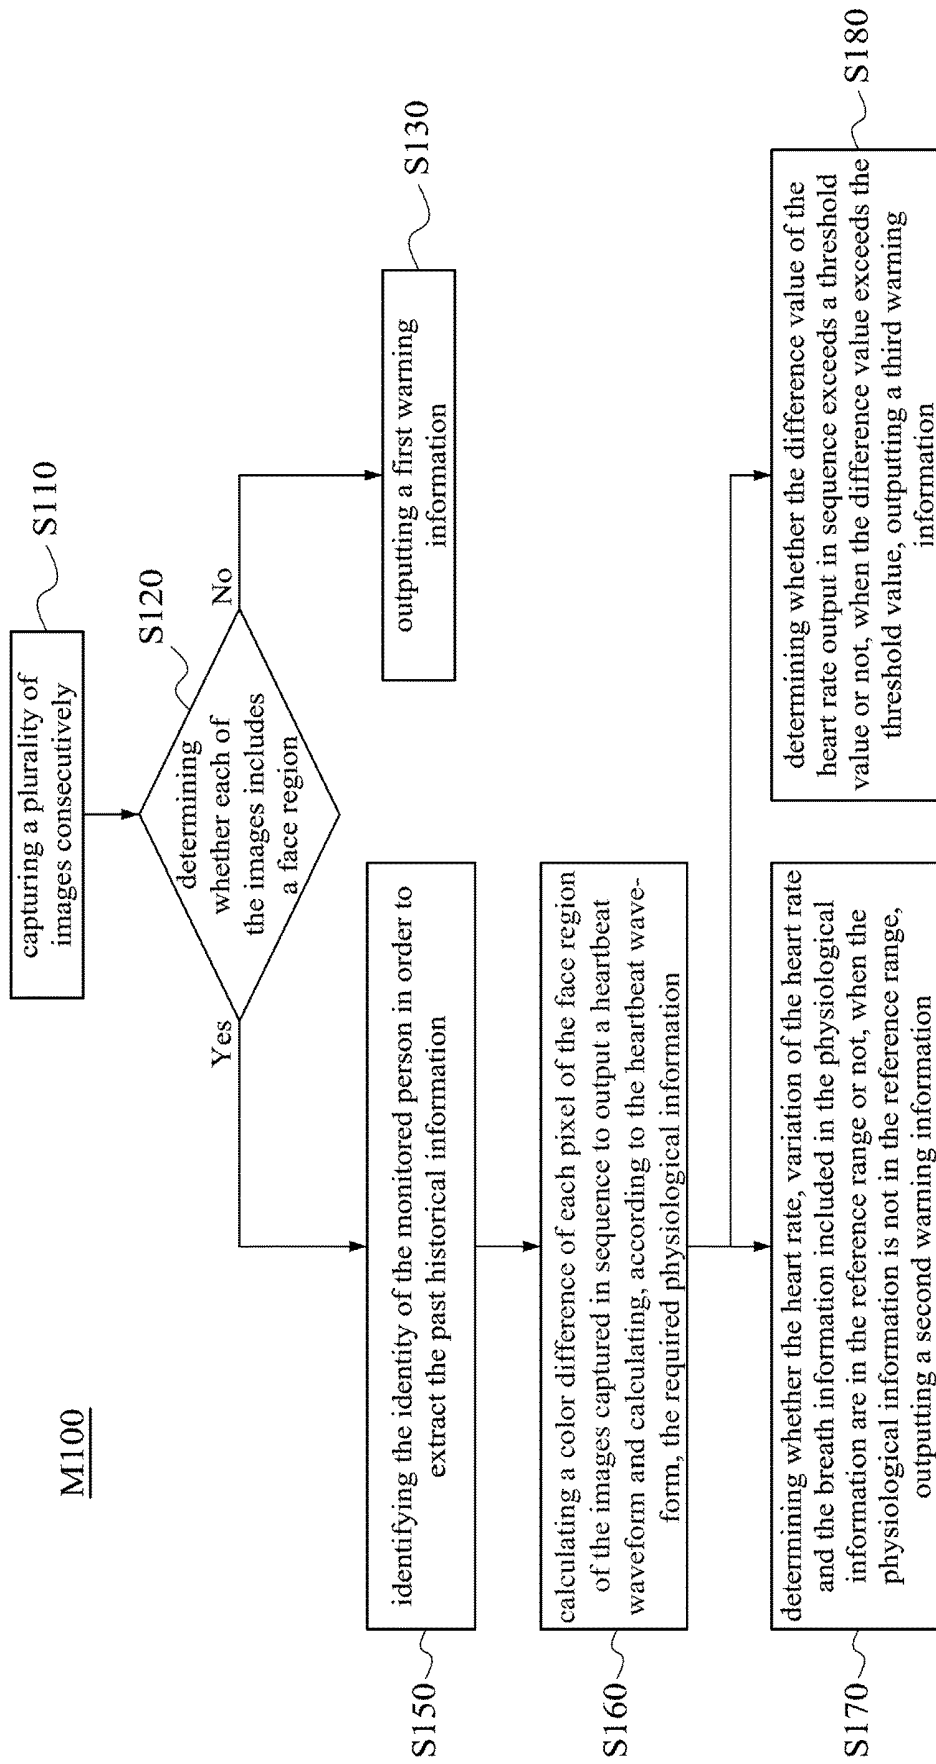 M100
capturing a plurality of
images consecutively
S110
determining
whether each of
the images includes
a face region
S120
Yes
No
outputting a first warning
information
S130
identifying the identity of the monitored person in order to
extract the past historical information
S150
calculating a color difference of each pixel of the face region
of the images captured in sequence to output a heartbeat
waveform and calculating, according to the heartbeat wave-
form, the required physiological information
S160
determining whether the heart rate, variation of the heart rate
and the breath information included in the physiological
information are in the reference range or not, when the
physiological information is not in the reference range,
outputting a second warning information
S170
determining whether the difference value of the
heart rate output in sequence exceeds a threshold
value or not, when the difference value exceeds the
threshold value, outputting a third warning
information
S180